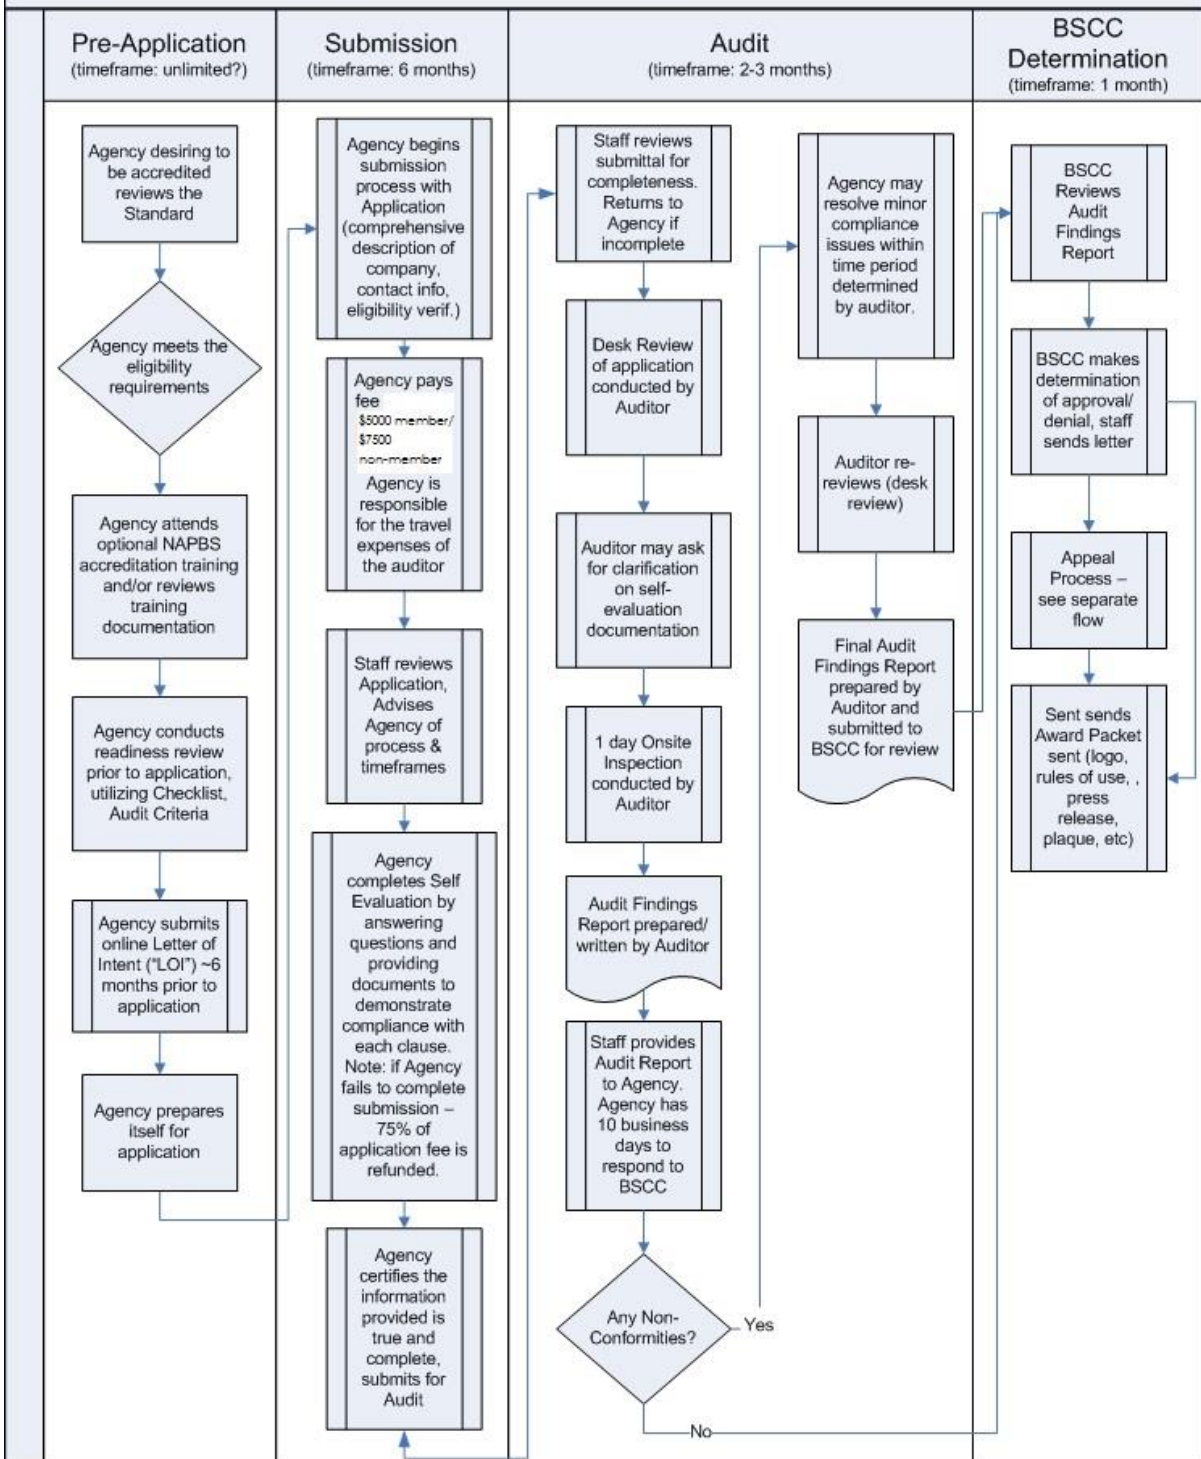 Pre-Application
(timeframe: unlimited?)
Submission
(timeframe: 6 months)
Audit
(timeframe: 2-3 months)
BSCC
Determination
(timeframe: 1 month)
Agency desiring to
be accredited
reviews the
Standard
Agency meets the
eligibility
requirements
Agency attends
optional NAPBS
accreditation training
and/or reviews
training
documentation
Agency conducts
readiness review
prior to application,
utilizing Checklist,
Audit Criteria
Agency submits
online Letter of
Intent (“LOI”) ~6
months prior to
application
Agency prepares
itself for
application
Agency begins
submission
process with
Application
(comprehensive
description of
company,
contact info,
eligibility verif.)
Agency pays
fee
$5000 member/
$7500
non-member
Agency is
responsible
for the travel
expenses of
the auditor
Staff reviews
Application,
Advises
Agency of
process &
timeframes
Agency
completes Self
Evaluation by
answering
questions and
providing
documents to
demonstrate
compliance with
each clause.
Note: if Agency
fails to complete
submission –
75% of
application fee is
refunded.
Agency
certifies the
information
provided is
true and
complete,
submits for
Audit
Staff reviews
submittal for
completeness.
Returns to
Agency if
incomplete
Desk Review
of application
conducted by
Auditor
Auditor may ask
for clarification
on self-
evaluation
documentation
1 day Onsite
Inspection
conducted by
Auditor
Audit Findings
Report prepared/
written by Auditor
Staff provides
Audit Report
to Agency.
Agency has
10 business
days to
respond to
BSCC
Any Non-
Conformities?
Yes
No
Agency may
resolve minor
compliance
issues within
time period
determined
by auditor.
Auditor re-
reviews (desk
review)
Final Audit
Findings Report
prepared by
Auditor and
submitted to
BSCC for review
BSCC
Reviews
Audit
Findings
Report
BSCC makes
determination
of approval/
denial, staff
sends letter
Appeal
Process –
see separate
flow
Sent sends
Award Packet
sent (logo,
rules of use, ,
press
release,
plaque, etc)